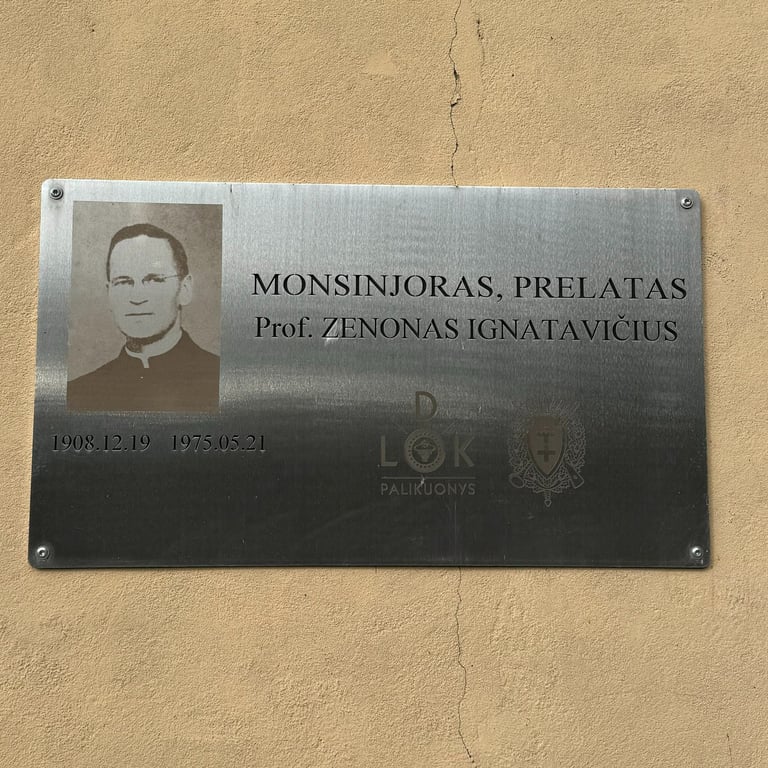 MONSINJORAS, PRELATAS
Prof. ZENONAS IGNATAVIČIUS
1908.12.19 1975.05.21
D
LOK
PALIKUONYS